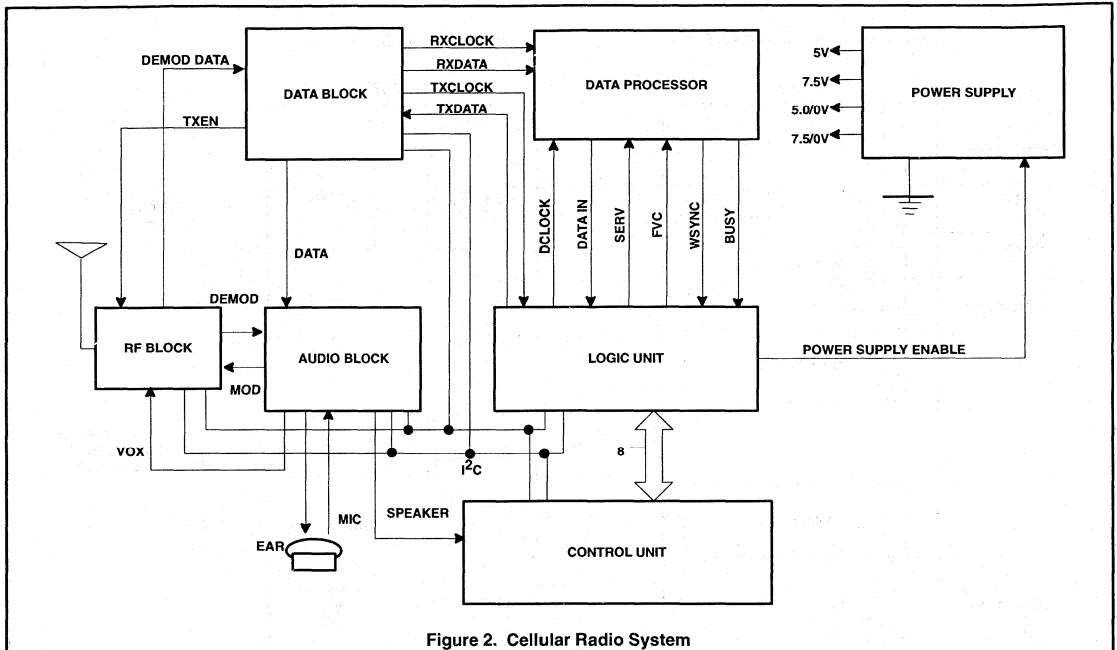 RXCLOCK
DEMOD DATA
RXDATA
5V
DATA BLOCK
TXCLOCK
DATA PROCESSOR
7.5V
POWER SUPPLY
TXDATA
5.0/0V
TXEN
7.5/0V
DCLOCK
DATA IN
SERV
FVC
WSYNC
BUSY
DATA
DEMOD
RF BLOCK
AUDIO BLOCK
LOGIC UNIT
POWER SUPPLY ENABLE
MOD
VOX
8
I²C
MIC
SPEAKER
EAR
CONTROL UNIT
Figure 2. Cellular Radio System